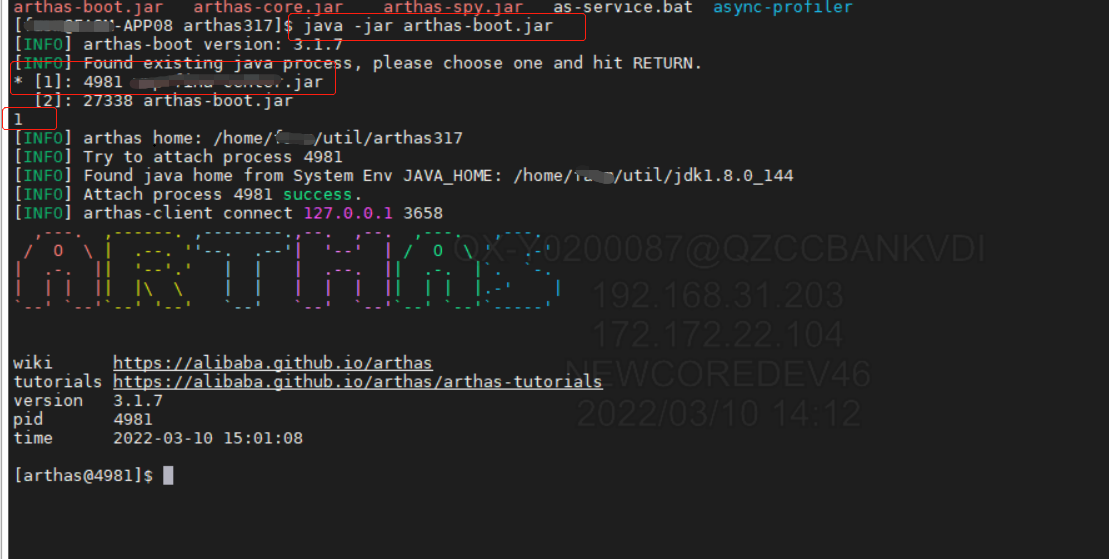 arthas-boot.jar arthas-core.jar arthas-spy.jar as-service.bat async-profiler
-APP08 arthas317]$ java -jar arthas-boot.jar
[INFO] arthas-boot version: 3.1.7
[INFO] Found existing java process, please choose one and hit RETURN.
* [1]: 4981 .jar
[2]: 27338 arthas-boot.jar
1
[INFO] arthas home: /home/ /util/arthas317
[INFO] Try to attach process 4981
[INFO] Found java home from System Env JAVA_HOME: /home/ /util/jdk1.8.0_144
[INFO] Attach process 4981 success.
[INFO] arthas-client connect 127.0.0.1 3658
ARTHAS
QX-Y0200087@QZCCBANKVDI
192.168.31.203
172.172.22.104
NEWCOREDEV46
2022/03/10 14:12
wiki https://alibaba.github.io/arthas
tutorials https://alibaba.github.io/arthas/arthas-tutorials
version 3.1.7
pid 4981
time 2022-03-10 15:01:08
[arthas@4981]$